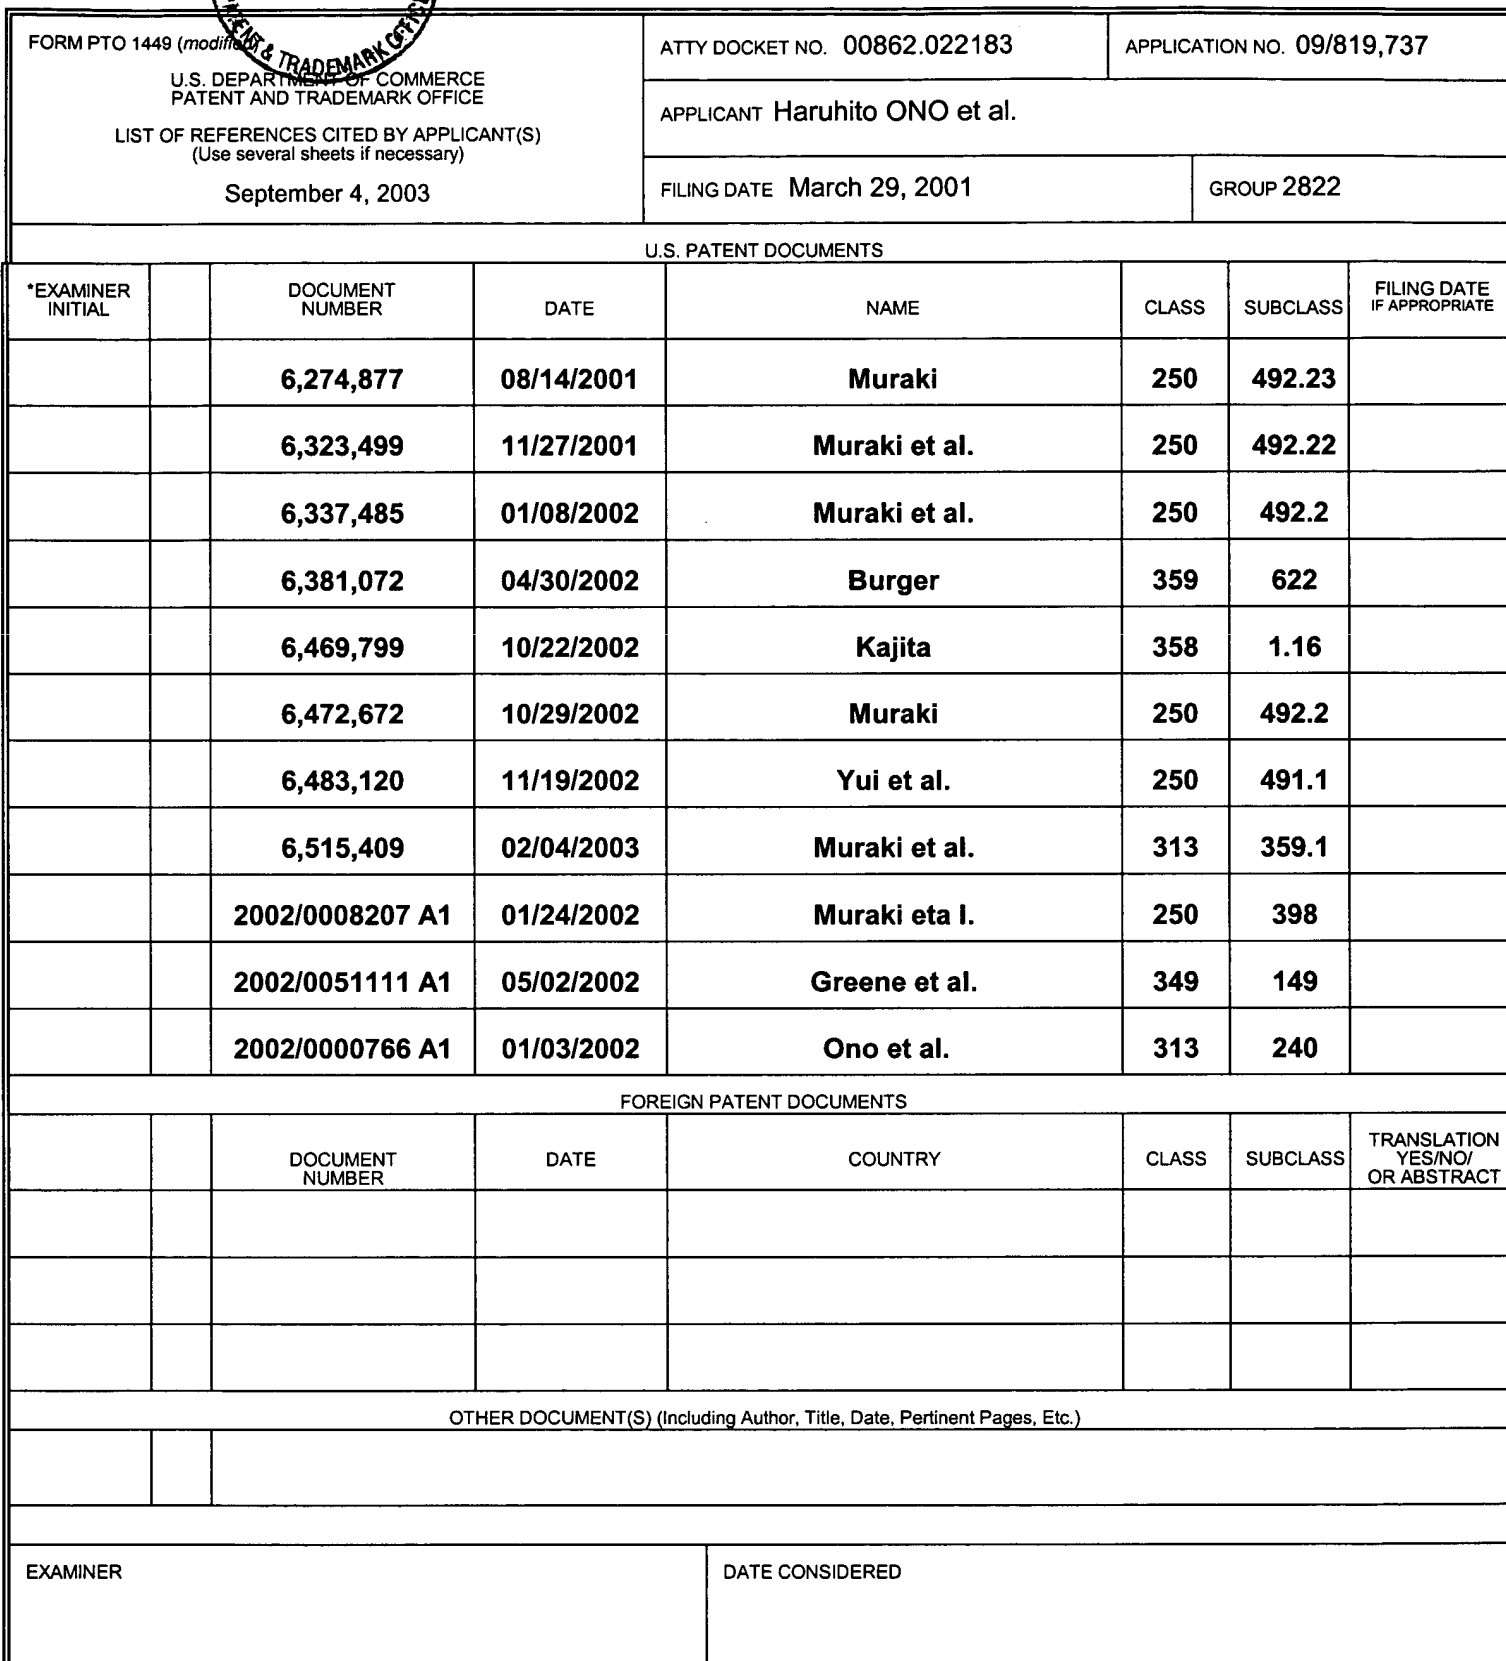 FORM PTO 1449 (modified)
& TRADEMARK OFFICE
U.S. DEPARTMENT OF COMMERCE
PATENT AND TRADEMARK OFFICE
LIST OF REFERENCES CITED BY APPLICANT(S)
(Use several sheets if necessary)
September 4, 2003
ATTY DOCKET NO. 00862.022183
APPLICATION NO. 09/819,737
APPLICANT Haruhito ONO et al.
FILING DATE March 29, 2001
GROUP 2822
U.S. PATENT DOCUMENTS
*EXAMINER INITIAL DOCUMENT NUMBER DATE NAME CLASS SUBCLASS FILING DATE IF APPROPRIATE
6,274,877 08/14/2001 Muraki 250 492.23
6,323,499 11/27/2001 Muraki et al. 250 492.22
6,337,485 01/08/2002 Muraki et al. 250 492.2
6,381,072 04/30/2002 Burger 359 622
6,469,799 10/22/2002 Kajita 358 1.16
6,472,672 10/29/2002 Muraki 250 492.2
6,483,120 11/19/2002 Yui et al. 250 491.1
6,515,409 02/04/2003 Muraki et al. 313 359.1
2002/0008207 A1 01/24/2002 Muraki eta l. 250 398
2002/0051111 A1 05/02/2002 Greene et al. 349 149
2002/0000766 A1 01/03/2002 Ono et al. 313 240
FOREIGN PATENT DOCUMENTS
DOCUMENT NUMBER DATE COUNTRY CLASS SUBCLASS TRANSLATION YES/NO/ OR ABSTRACT
OTHER DOCUMENT(S) (Including Author, Title, Date, Pertinent Pages, Etc.)
EXAMINER
DATE CONSIDERED